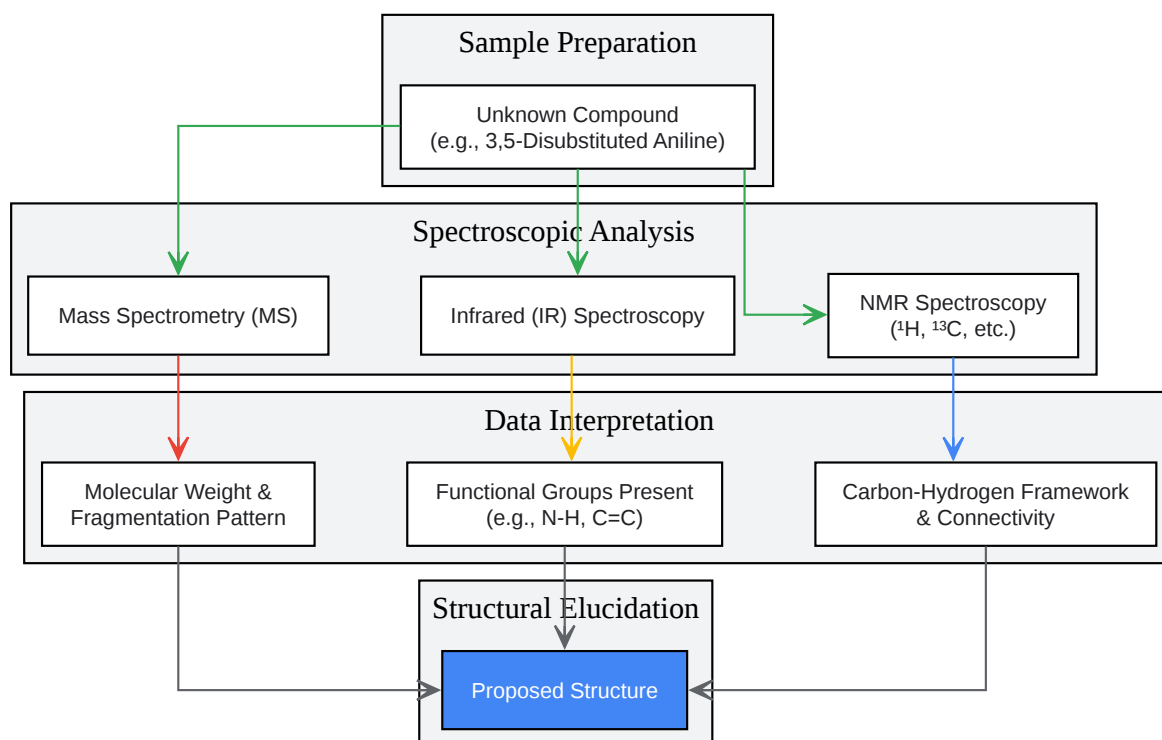 Sample Preparation
Unknown Compound
(e.g., 3,5-Disubstituted Aniline)
Spectroscopic Analysis
Mass Spectrometry (MS)
Infrared (IR) Spectroscopy
NMR Spectroscopy
(¹H, ¹³C, etc.)
Data Interpretation
Molecular Weight &
Fragmentation Pattern
Functional Groups Present
(e.g., N-H, C=C)
Carbon-Hydrogen Framework
& Connectivity
Structural Elucidation
Proposed Structure